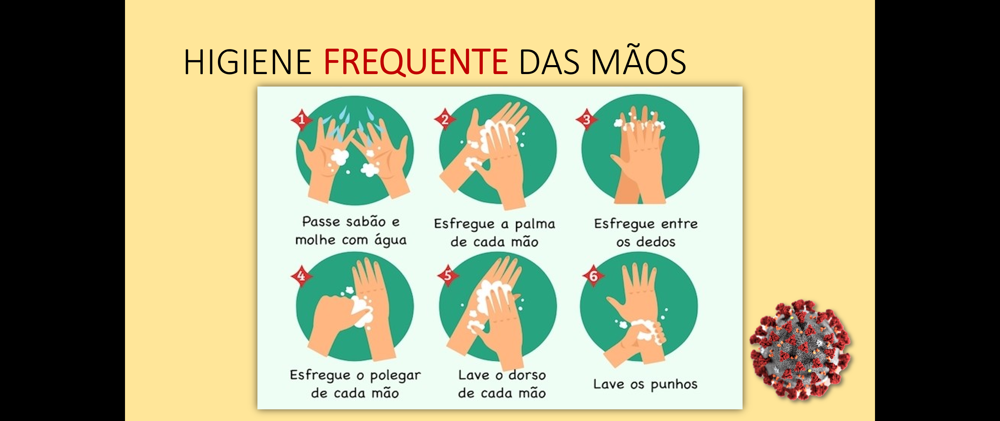 HIGIENE FREQUENTE DAS MÃOS
1
Passe sabão e
molhe com água
2
Esfregue a palma
de cada mão
3
Esfregue entre
os dedos
4
Esfregue o polegar
de cada mão
5
Lave o dorso
de cada mão
6
Lave os punhos